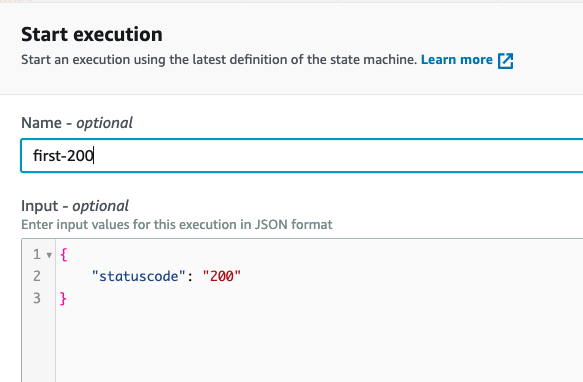 Start execution
Start an execution using the latest definition of the state machine. Learn more
Name - optional
first-200
Input - optional
Enter input values for this execution in JSON format
1 {
2 "statuscode": "200"
3 }